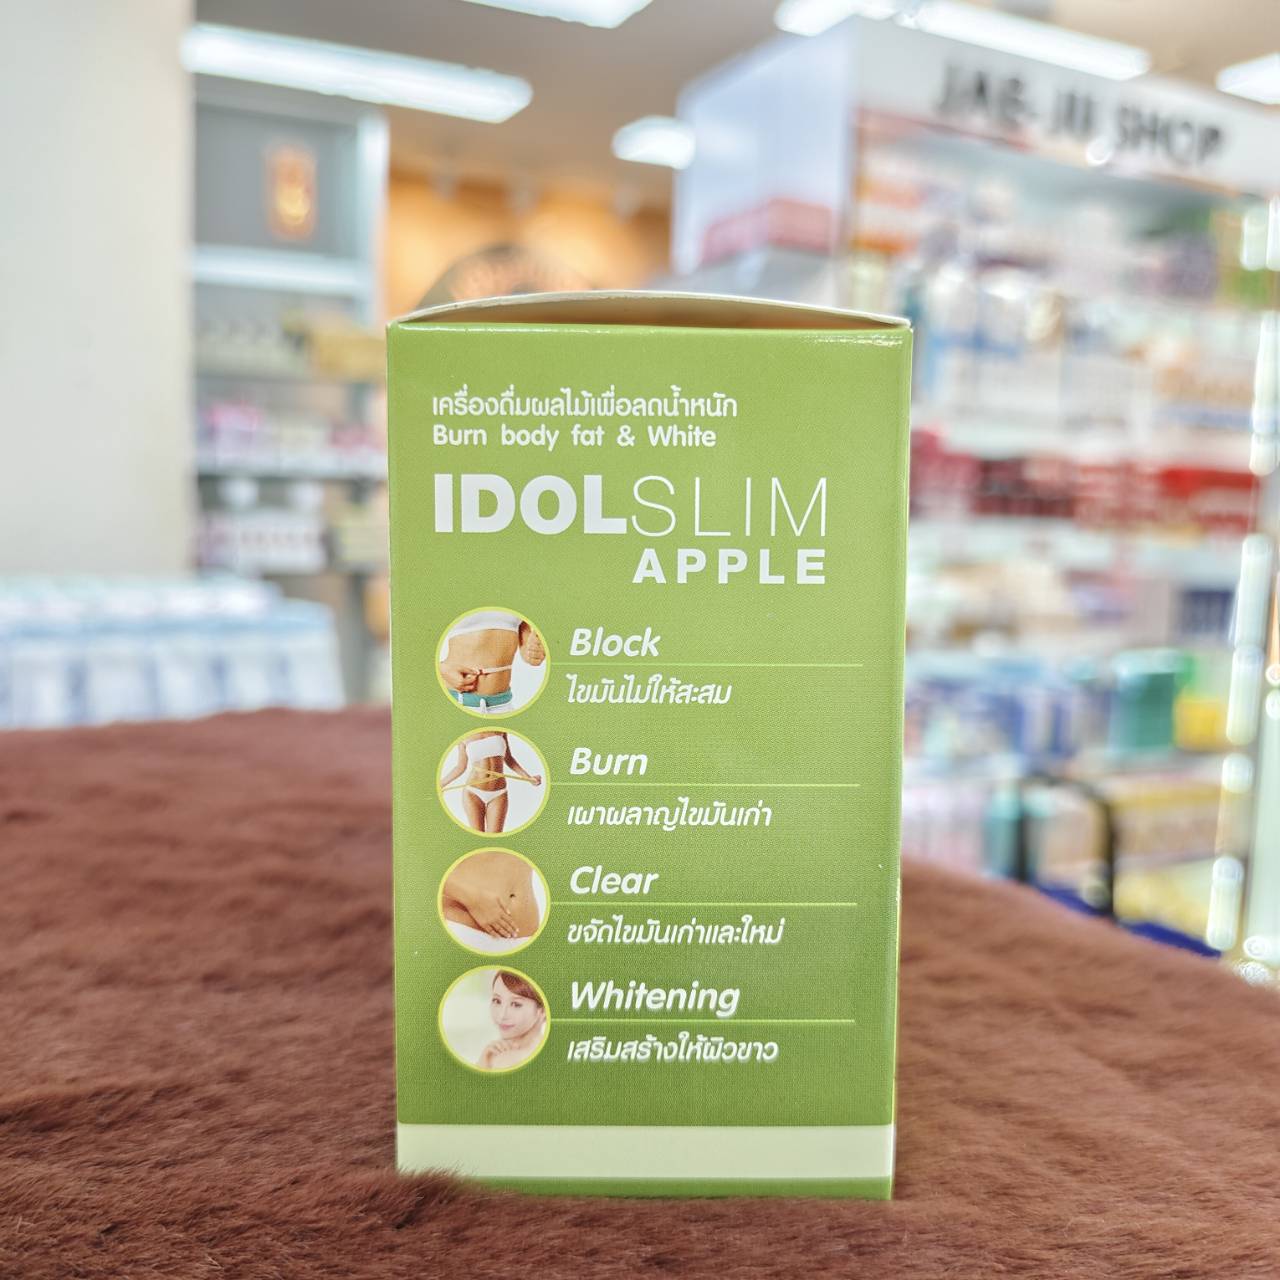 JAE-JII SHOP
เครื่องดื่มผลไม้เพื่อลดน้ำหนัก
Burn body fat & White
IDOLSLIM
APPLE
Block
ไขมันไม่ให้สะสม
Burn
เผาผลาญไขมันเก่า
Clear
ขจัดไขมันเก่าและใหม่
Whitening
เสริมสร้างให้ผิวขาว